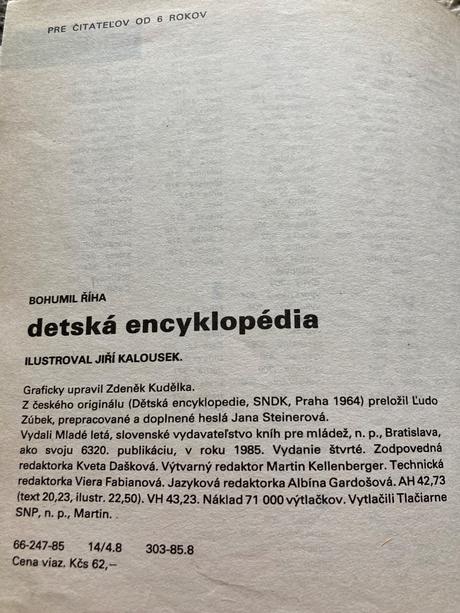 PRE ČITATEĽOV OD 6 ROKOV
BOHUMIL ŘÍHA
detská encyklopédia
ILUSTROVAL JIŘÍ KALOUSEK.
Graficky upravil Zdeněk Kudělka.
Z českého originálu (Dětská encyklopedie, SNDK, Praha 1964) preložil Ľudo
Zúbek, prepracované a doplnené heslá Jana Steinerová.
Vydali Mladé letá, slovenské vydavateľstvo kníh pre mládež, n. p., Bratislava,
ako svoju 6320. publikáciu, v roku 1985. Vydanie štvrté. Zodpovedná
redaktorka Kveta Dašková. Výtvarný redaktor Martin Kellenberger. Technická
redaktorka Viera Fabianová. Jazyková redaktorka Albína Gardošová. AH 42,73
(text 20,23, ilustr. 22,50). VH 43,23. Náklad 71 000 výtlačkov. Vytlačili Tlačiarne
SNP, n. p., Martin.
66-247-85 14/4.8 303-85.8
Cena viaz. Kčs 62,—